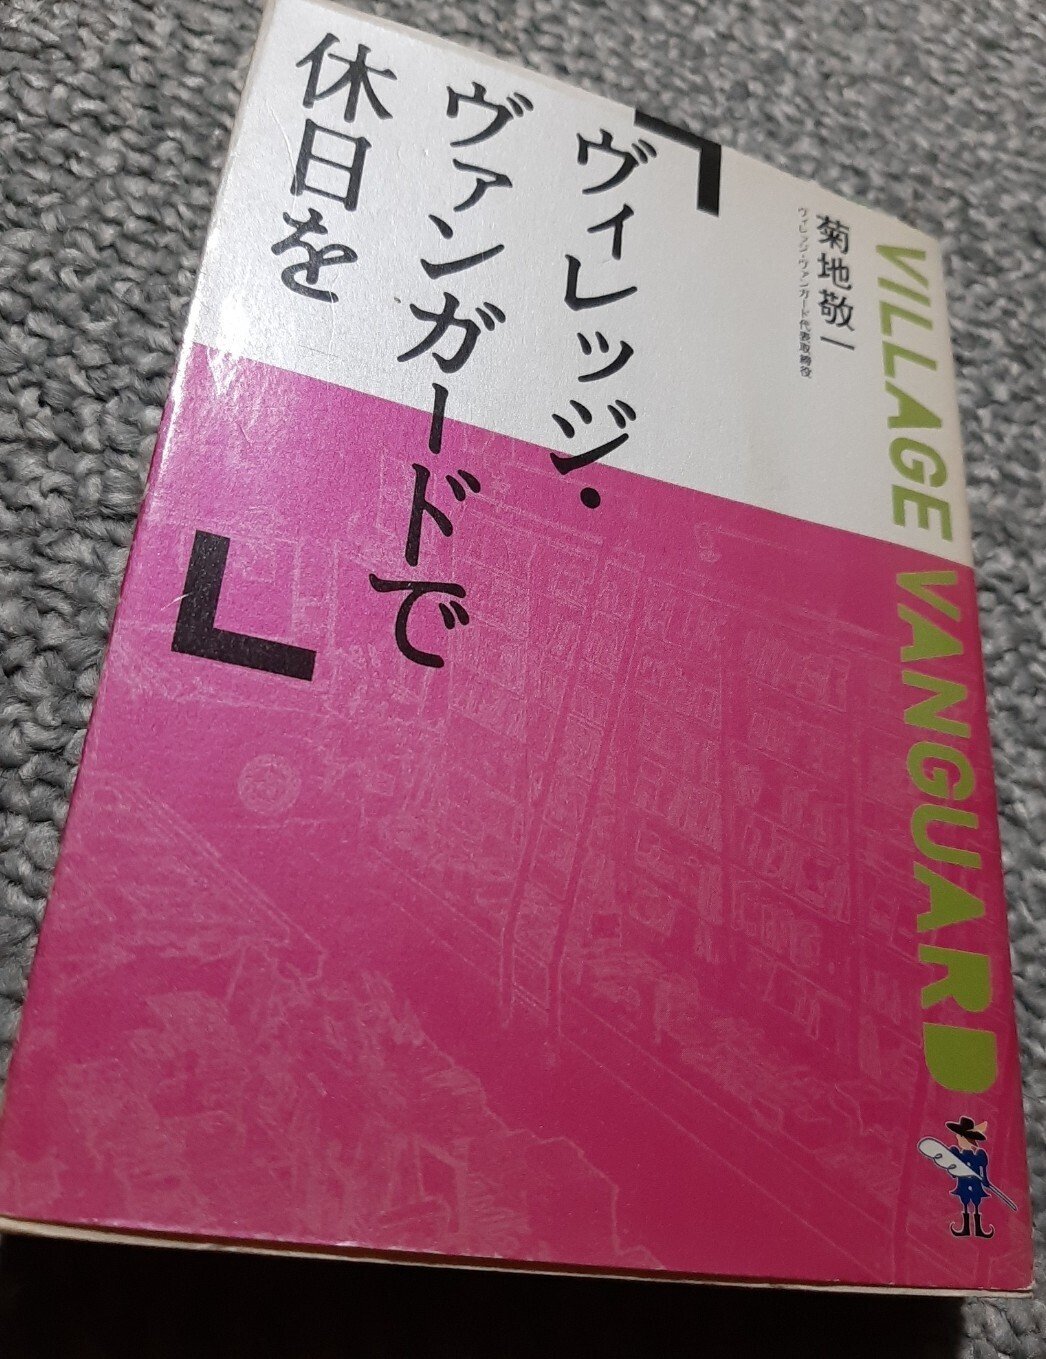 VILLAGE VANGUARD
菊地敬一
ヴィレッジ・ヴァンガード代表取締役
「ヴィレッジ・
ヴァンガードで
休日を」